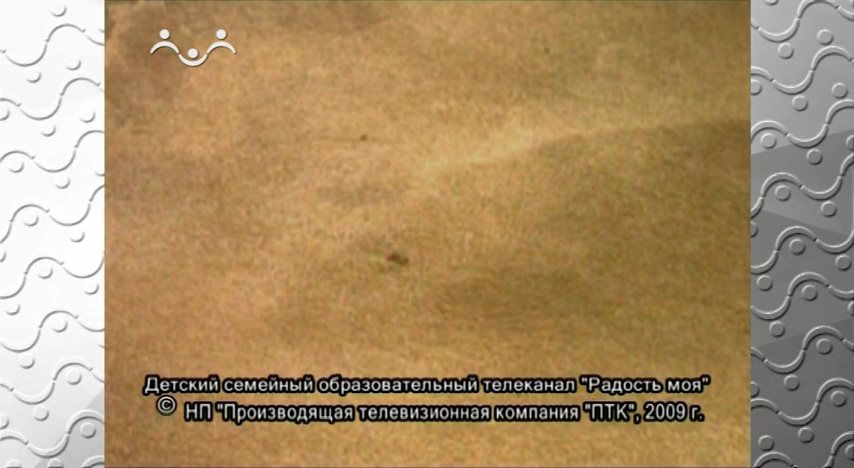 Детский семейный образовательный телеканал "Радость моя"
© НП "Производящая телевизионная компания "ПТК", 2009 г.